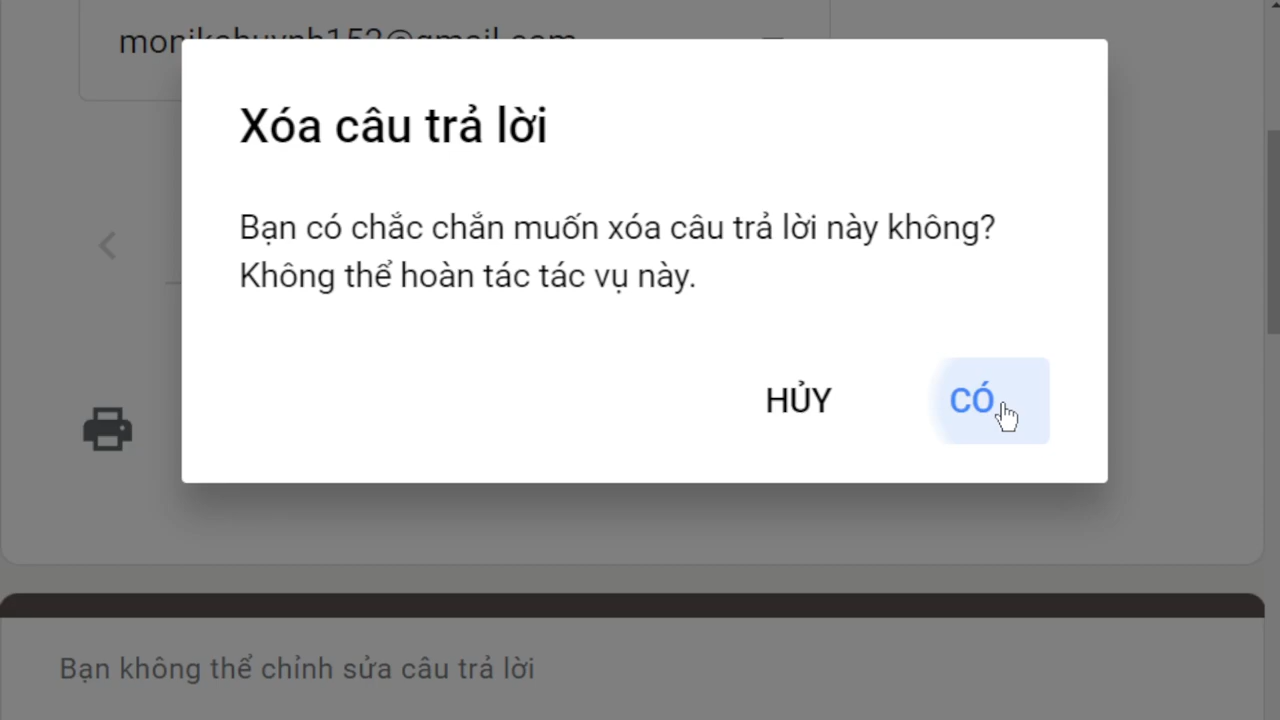 Xóa câu trả lời
Bạn có chắc chắn muốn xóa câu trả lời này không?
Không thể hoàn tác tác vụ này.
HỦY
CÓ
Bạn không thể chỉnh sửa câu trả lời